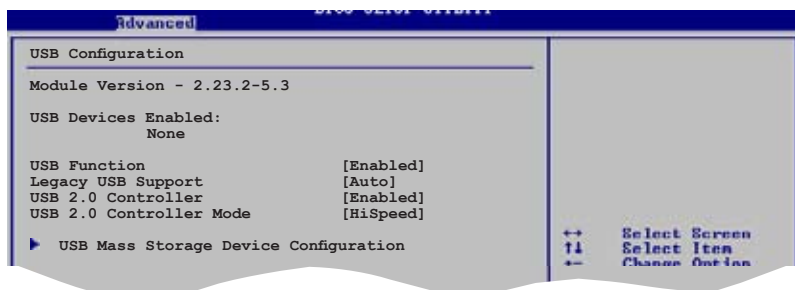 Advanced
USB Configuration
Module Version - 2.23.2-5.3
USB Devices Enabled:
None
USB Function [Enabled]
Legacy USB Support [Auto]
USB 2.0 Controller [Enabled]
USB 2.0 Controller Mode [HiSpeed]
USB Mass Storage Device Configuration
↔ Select Screen
↑↓ Select Item
+- Change Option